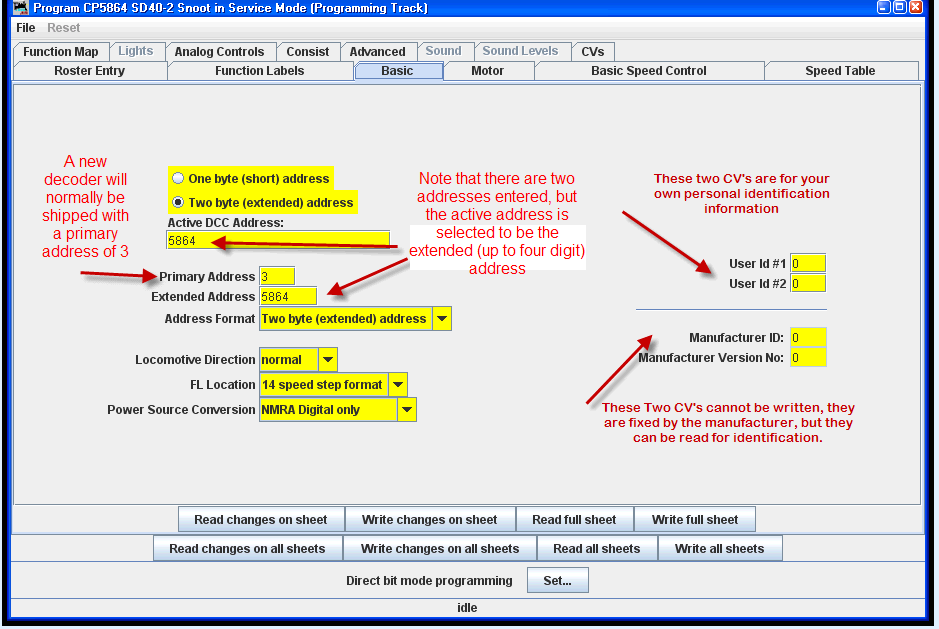 Program CP5864 SD40-2 Snoot in Service Mode (Programming Track)
File Reset
Function Map Lights Analog Controls Consist Advanced Sound Sound Levels CVs
Roster Entry Function Labels Basic Motor Basic Speed Control Speed Table
A new
decoder will
normally be
shipped with
a primary
address of 3
One byte (short) address
Two byte (extended) address
Active DCC Address:
5864
Primary Address 3
Extended Address 5864
Address Format Two byte (extended) address
Locomotive Direction normal
FL Location 14 speed step format
Power Source Conversion NMRA Digital only
Note that there are two
addresses entered, but
the active address is
selected to be the
extended (up to four digit)
address
These two CV's are for your
own personal identification
information
User Id #1 0
User Id #2 0
Manufacturer ID: 0
Manufacturer Version No: 0
These Two CV's cannot be written, they
are fixed by the manufacturer, but they
can be read for identification.
Read changes on sheet Write changes on sheet Read full sheet Write full sheet
Read changes on all sheets Write changes on all sheets Read all sheets Write all sheets
Direct bit mode programming Set...
idle